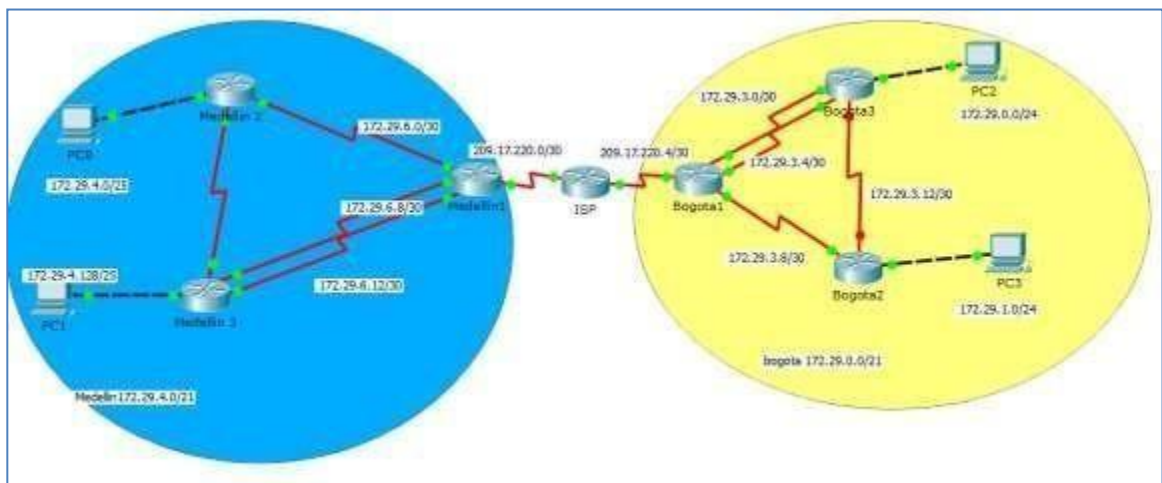 Medellin 2
PC0
172.29.4.0/25
172.29.6.0/30
209.17.220.0/30
Medellin1
172.29.6.8/30
172.29.6.12/30
172.29.4.128/25
PC1
Medellin 3
Medellin172.29.4.0/21
ISP
209.17.220.4/30
Bogota1
172.29.3.0/30
Bogota3
PC2
172.29.0.0/24
172.29.3.4/30
172.29.3.12/30
172.29.3.8/30
Bogota2
PC3
172.29.1.0/24
bogota 172.29.0.0/21